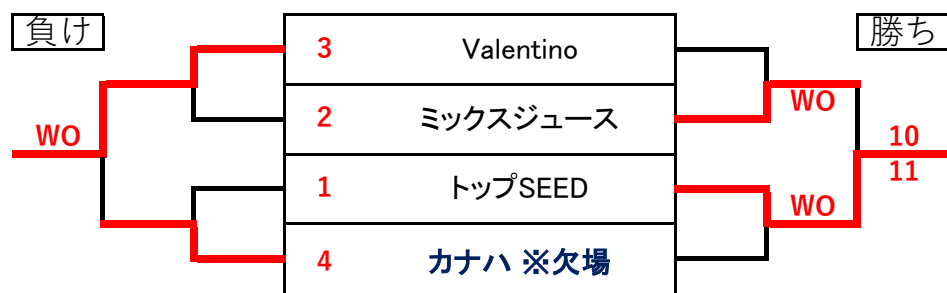 負け
勝ち
3 Valentino
WO
2 ミックスジュース
WO
10
11
1 トップSEED
WO
4 カナハ ※欠場